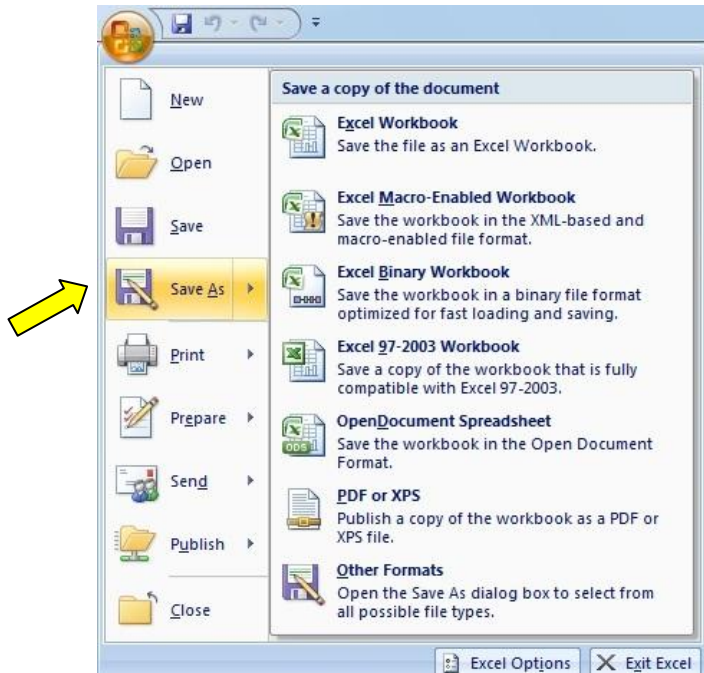 New
Open
Save
Save As
Print
Prepare
Send
Publish
Close
Save a copy of the document
Excel Workbook
Save the file as an Excel Workbook.
Excel Macro-Enabled Workbook
Save the workbook in the XML-based and
macro-enabled file format.
Excel Binary Workbook
Save the workbook in a binary file format
optimized for fast loading and saving.
Excel 97-2003 Workbook
Save a copy of the workbook that is fully
compatible with Excel 97-2003.
OpenDocument Spreadsheet
Save the workbook in the Open Document
Format.
PDF or XPS
Publish a copy of the workbook as a PDF or
XPS file.
Other Formats
Open the Save As dialog box to select from
all possible file types.
ODS
Excel Options
Exit Excel